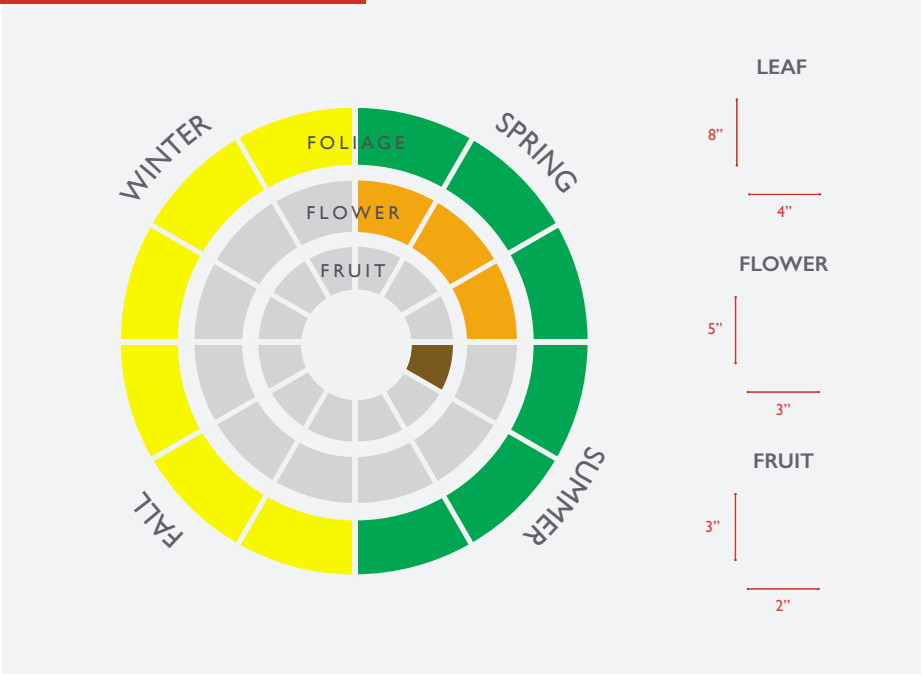 WINTER
SPRING
FOLIAGE
FLOWER
FRUIT
FALL
SUMMER
LEAF
8”
4”
FLOWER
5”
3”
FRUIT
3”
2”